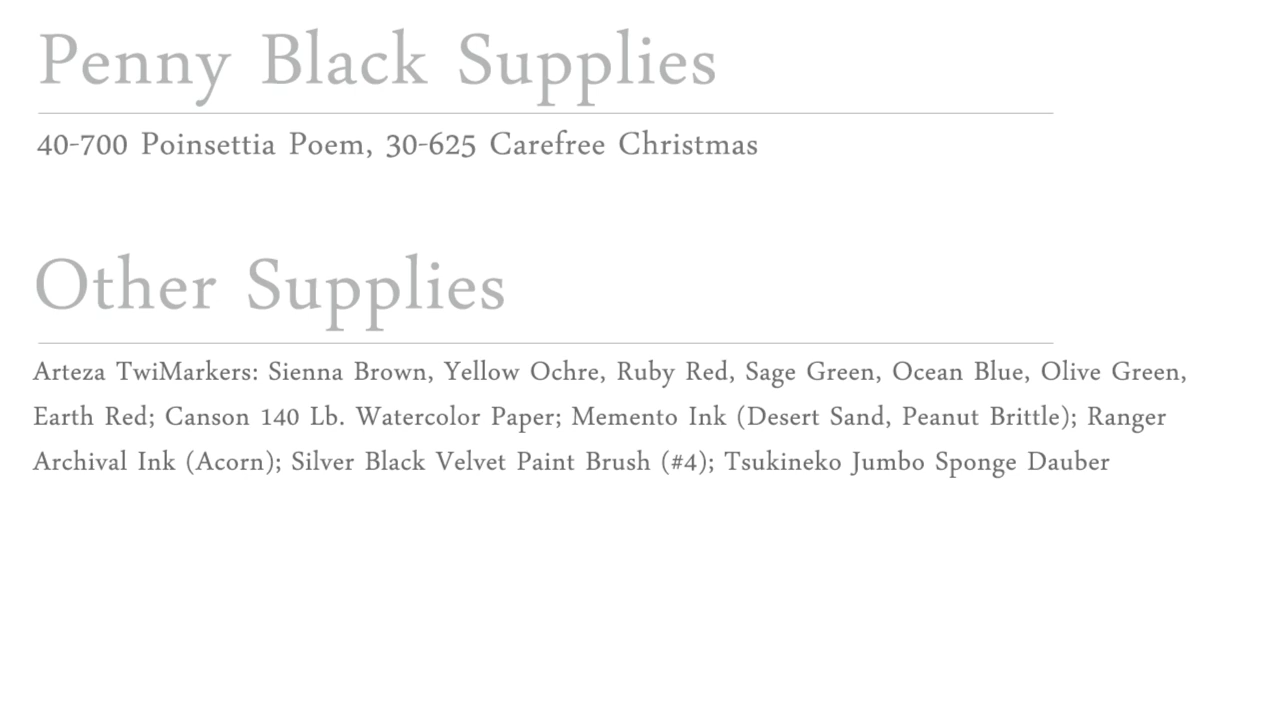 Penny Black Supplies
40-700 Poinsettia Poem, 30-625 Carefree Christmas
Other Supplies
Arteza TwiMarkers: Sienna Brown, Yellow Ochre, Ruby Red, Sage Green, Ocean Blue, Olive Green,
Earth Red; Canson 140 Lb. Watercolor Paper; Memento Ink (Desert Sand, Peanut Brittle); Ranger
Archival Ink (Acorn); Silver Black Velvet Paint Brush (#4); Tsukineko Jumbo Sponge Dauber